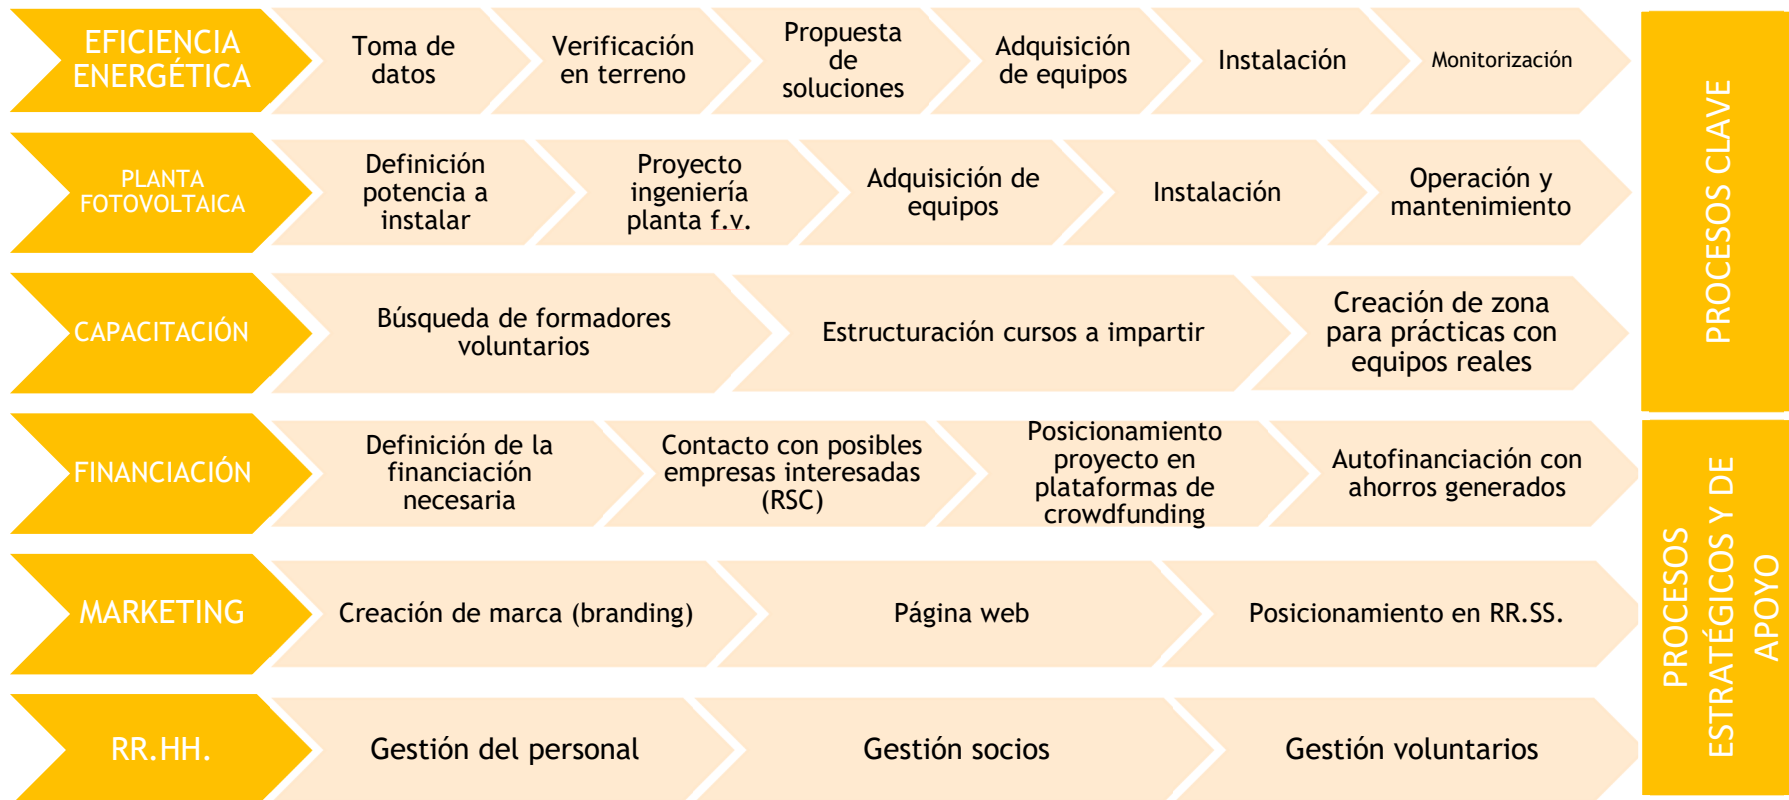 EFICIENCIA
ENERGÉTICA
Toma de
datos
Verificación
en terreno
Propuesta
de
soluciones
Adquisición
de equipos
Instalación
Monitorización
PLANTA
FOTOVOLTAICA
Definición
potencia a
instalar
Proyecto
ingeniería
planta f.v.
Adquisición de
equipos
Instalación
Operación y
mantenimiento
CAPACITACIÓN
Búsqueda de formadores
voluntarios
Estructuración cursos a impartir
Creación de zona
para prácticas con
equipos reales
PROCESOS CLAVE
FINANCIACIÓN
Definición de la
financiación
necesaria
Contacto con posibles
empresas interesadas
(RSC)
Posicionamiento
proyecto en
plataformas de
crowdfunding
Autofinanciación con
ahorros generados
MARKETING
Creación de marca (branding)
Página web
Posicionamiento en RR.SS.
RR.HH.
Gestión del personal
Gestión socios
Gestión voluntarios
PROCESOS
ESTRATÉGICOS Y DE
APOYO